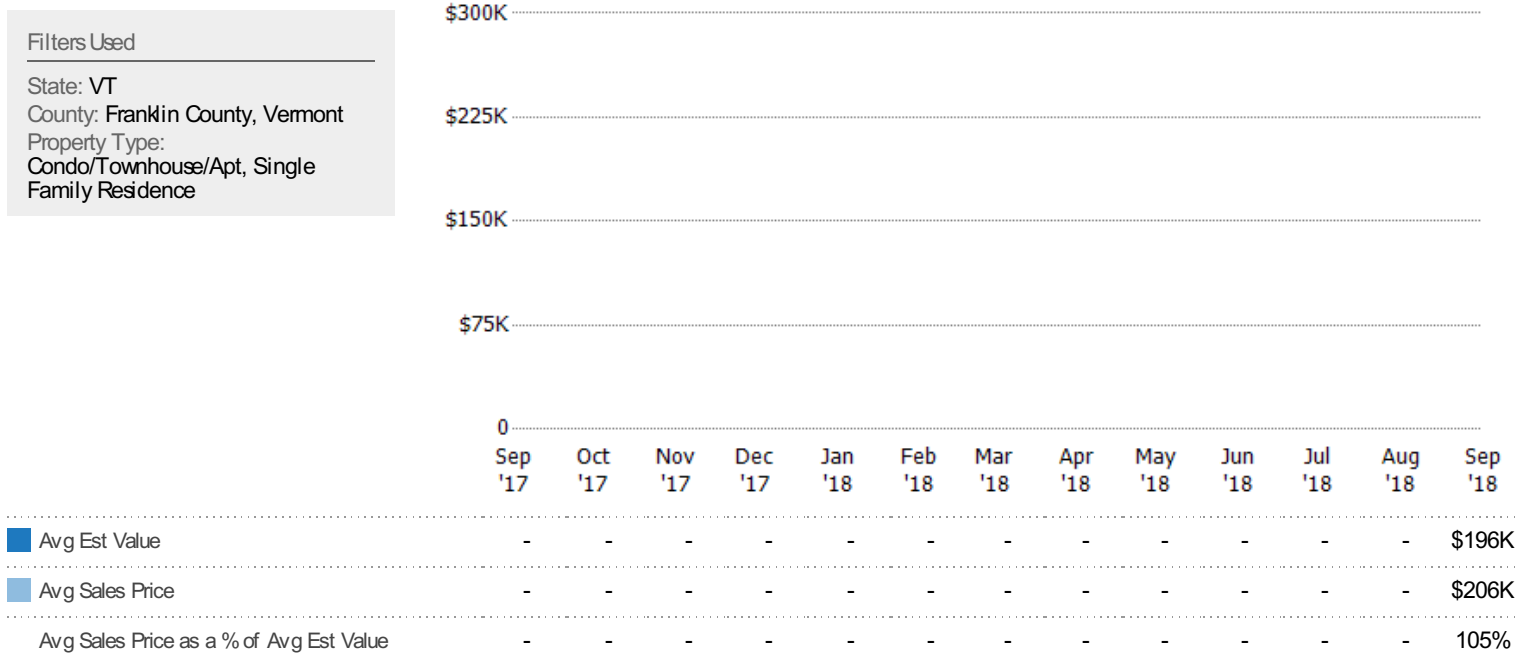 Filters Used
State: VT
County: Franklin County, Vermont
Property Type:
Condo/Townhouse/Apt, Single
Family Residence
$300K
$225K
$150K
$75K
0
Sep Oct Nov Dec Jan Feb Mar Apr May Jun Jul Aug Sep
'17 '17 '17 '17 '18 '18 '18 '18 '18 '18 '18 '18 '18
Avg Est Value - - - - - - - - - - - - $196K
Avg Sales Price - - - - - - - - - - - - $206K
Avg Sales Price as a % of Avg Est Value - - - - - - - - - - - - 105%